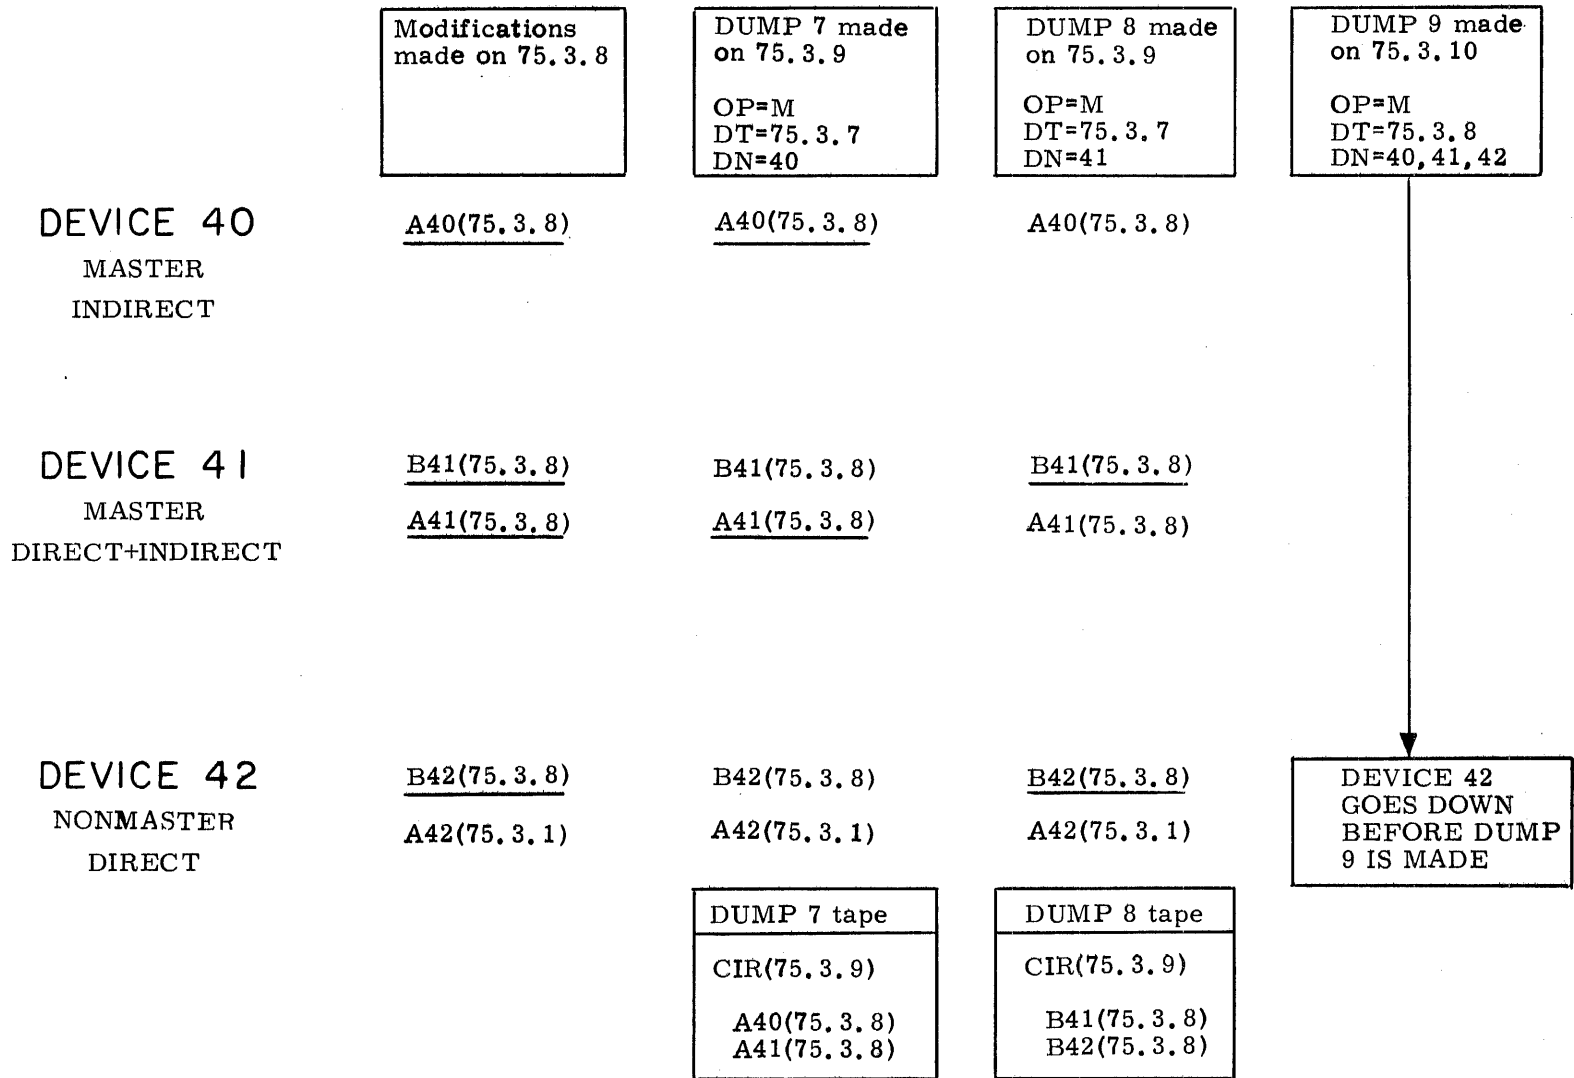 Modifications
made on 75.3.8
DUMP 7 made
on 75.3.9
OP=M
DT=75.3.7
DN=40
DUMP 8 made
on 75.3.9
OP=M
DT=75.3.7
DN=41
DUMP 9 made
on 75.3.10
OP=M
DT=75.3.8
DN=40,41,42
DEVICE 40
MASTER
INDIRECT
A40(75.3.8)
A40(75.3.8)
A40(75.3.8)
DEVICE 41
MASTER
DIRECT+INDIRECT
B41(75.3.8)
B41(75.3.8)
B41(75.3.8)
A41(75.3.8)
A41(75.3.8)
A41(75.3.8)
DEVICE 42
NONMASTER
DIRECT
B42(75.3.8)
B42(75.3.8)
B42(75.3.8)
A42(75.3.1)
A42(75.3.1)
A42(75.3.1)
DEVICE 42
GOES DOWN
BEFORE DUMP
9 IS MADE
DUMP 7 tape
CIR(75.3.9)
A40(75.3.8)
A41(75.3.8)
DUMP 8 tape
CIR(75.3.9)
B41(75.3.8)
B42(75.3.8)